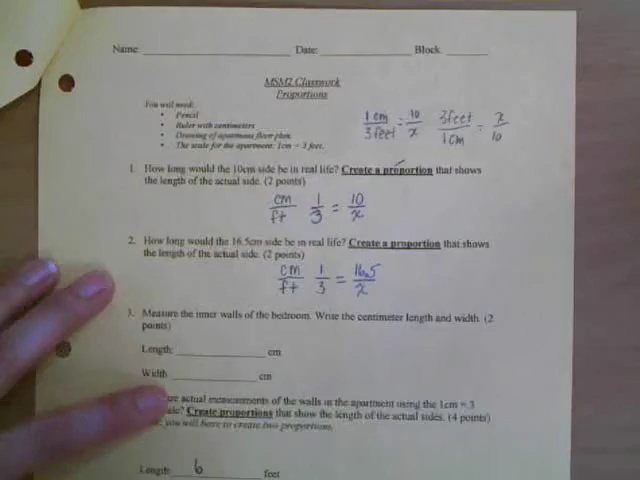 Name: Date: Block
MSM2 Classwork
Proportions
You will need:
• Pencil
• Ruler with centimeters
• Drawing of apartment floor plan
• The scale for the apartment: 1cm = 3 feet.
1cm/3feet = 10/x 3feet/1cm = x/10
1. How long would the 10cm side be in real life? Create a proportion that shows
the length of the actual side. (2 points)
cm/ft 1/3 = 10/x
2. How long would the 16.5cm side be in real life? Create a proportion that shows
the length of the actual side. (2 points)
cm/ft 1/3 = 16.5/x
3. Measure the inner walls of the bedroom. Write the centimeter length and width. (2
points)
Length: cm
Width cm
are actual measurements of the walls in the apartment using the 1cm = 3
Create proportions that show the length of the actual sides. (4 points)
you will have to create two proportions.
Length: 6 feet